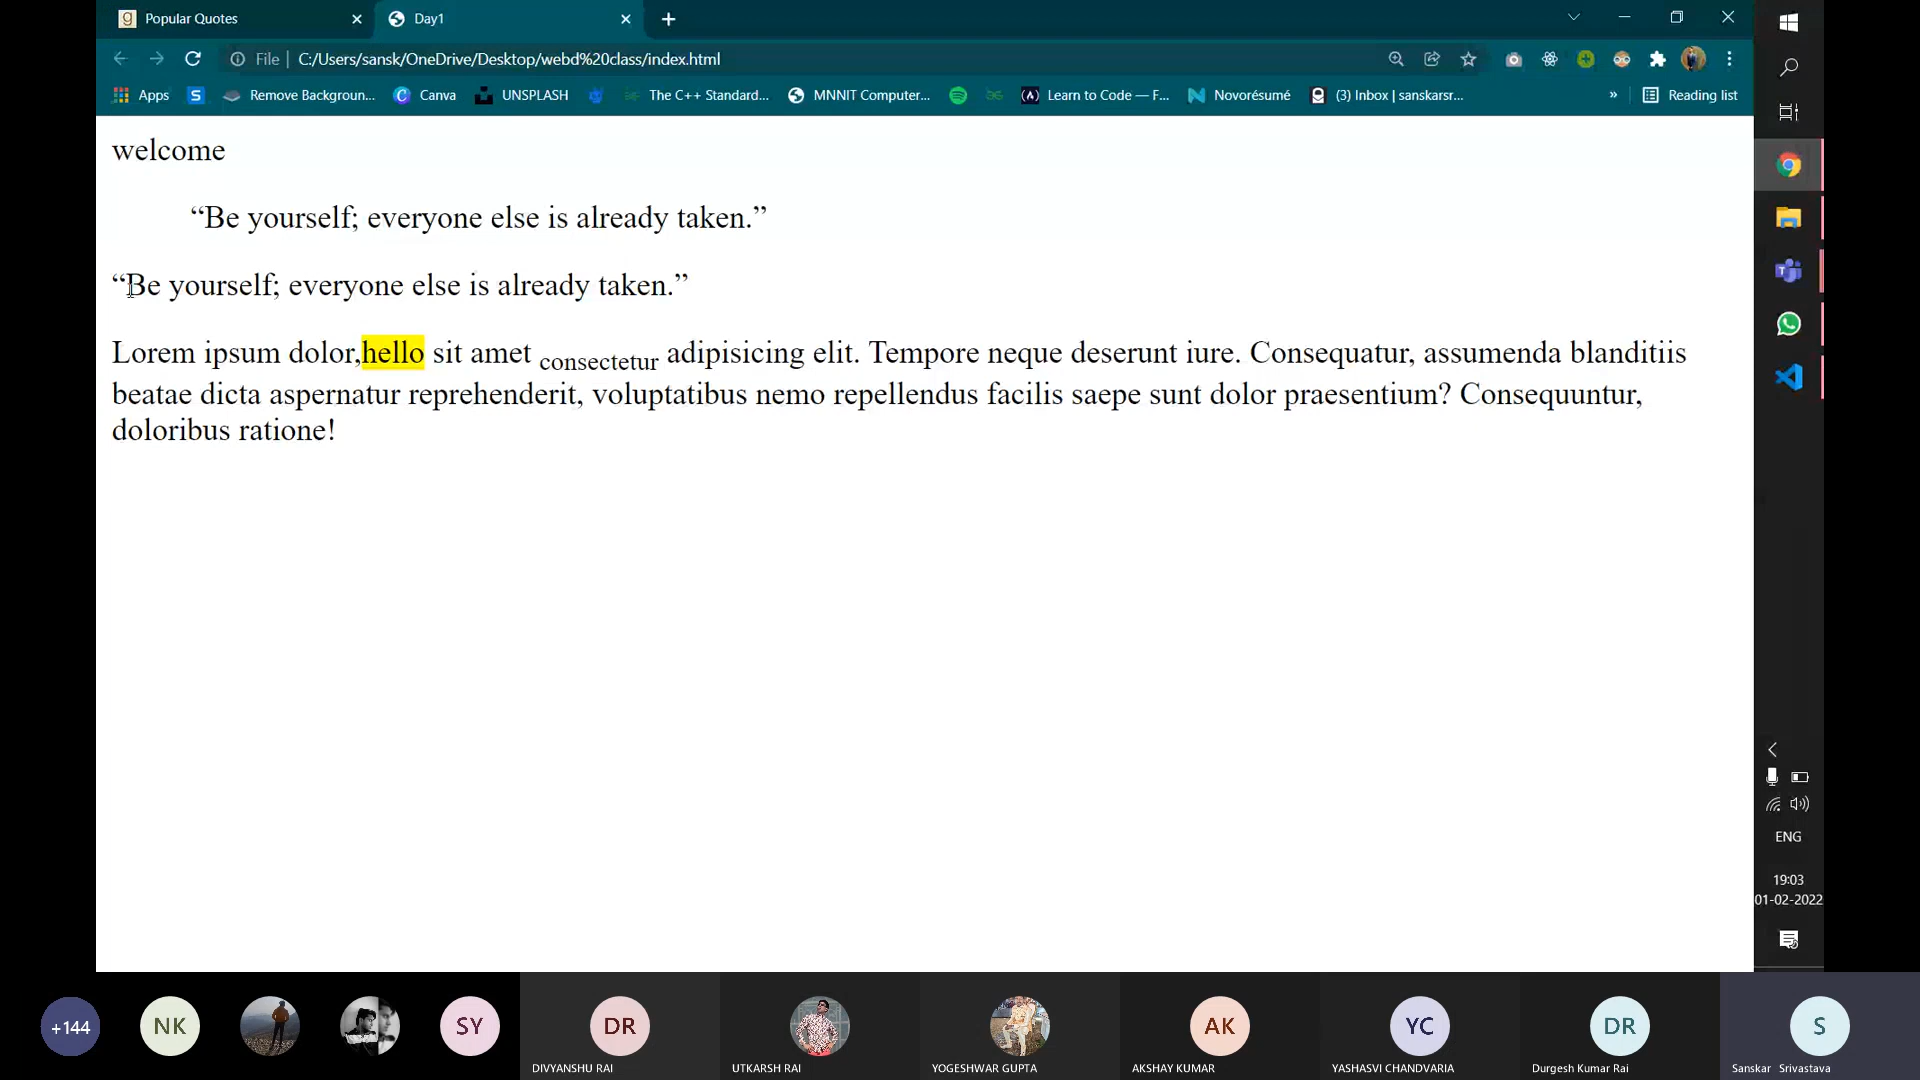 Popular Quotes
Day1
File | C:/Users/sansk/OneDrive/Desktop/webd%20class/index.html
Apps
S
Remove Backgroun...
Canva
UNSPLASH
The C++ Standard...
MNNIT Computer...
Learn to Code — F...
Novorésumé
(3) Inbox | sanskarsr...
»
Reading list
welcome
“Be yourself; everyone else is already taken.”
“Be yourself; everyone else is already taken.”
Lorem ipsum dolor,hello sit amet consectetur adipisicing elit. Tempore neque deserunt iure. Consequatur, assumenda blanditiis
beatae dicta aspernatur reprehenderit, voluptatibus nemo repellendus facilis saepe sunt dolor praesentium? Consequuntur,
doloribus ratione!
ENG
19:03
01-02-2022
+144
NK
SY
DR
AK
YC
DR
S
DIVYANSHU RAI
UTKARSH RAI
YOGESHWAR GUPTA
AKSHAY KUMAR
YASHASVI CHANDVARIA
Durgesh Kumar Rai
Sanskar Srivastava